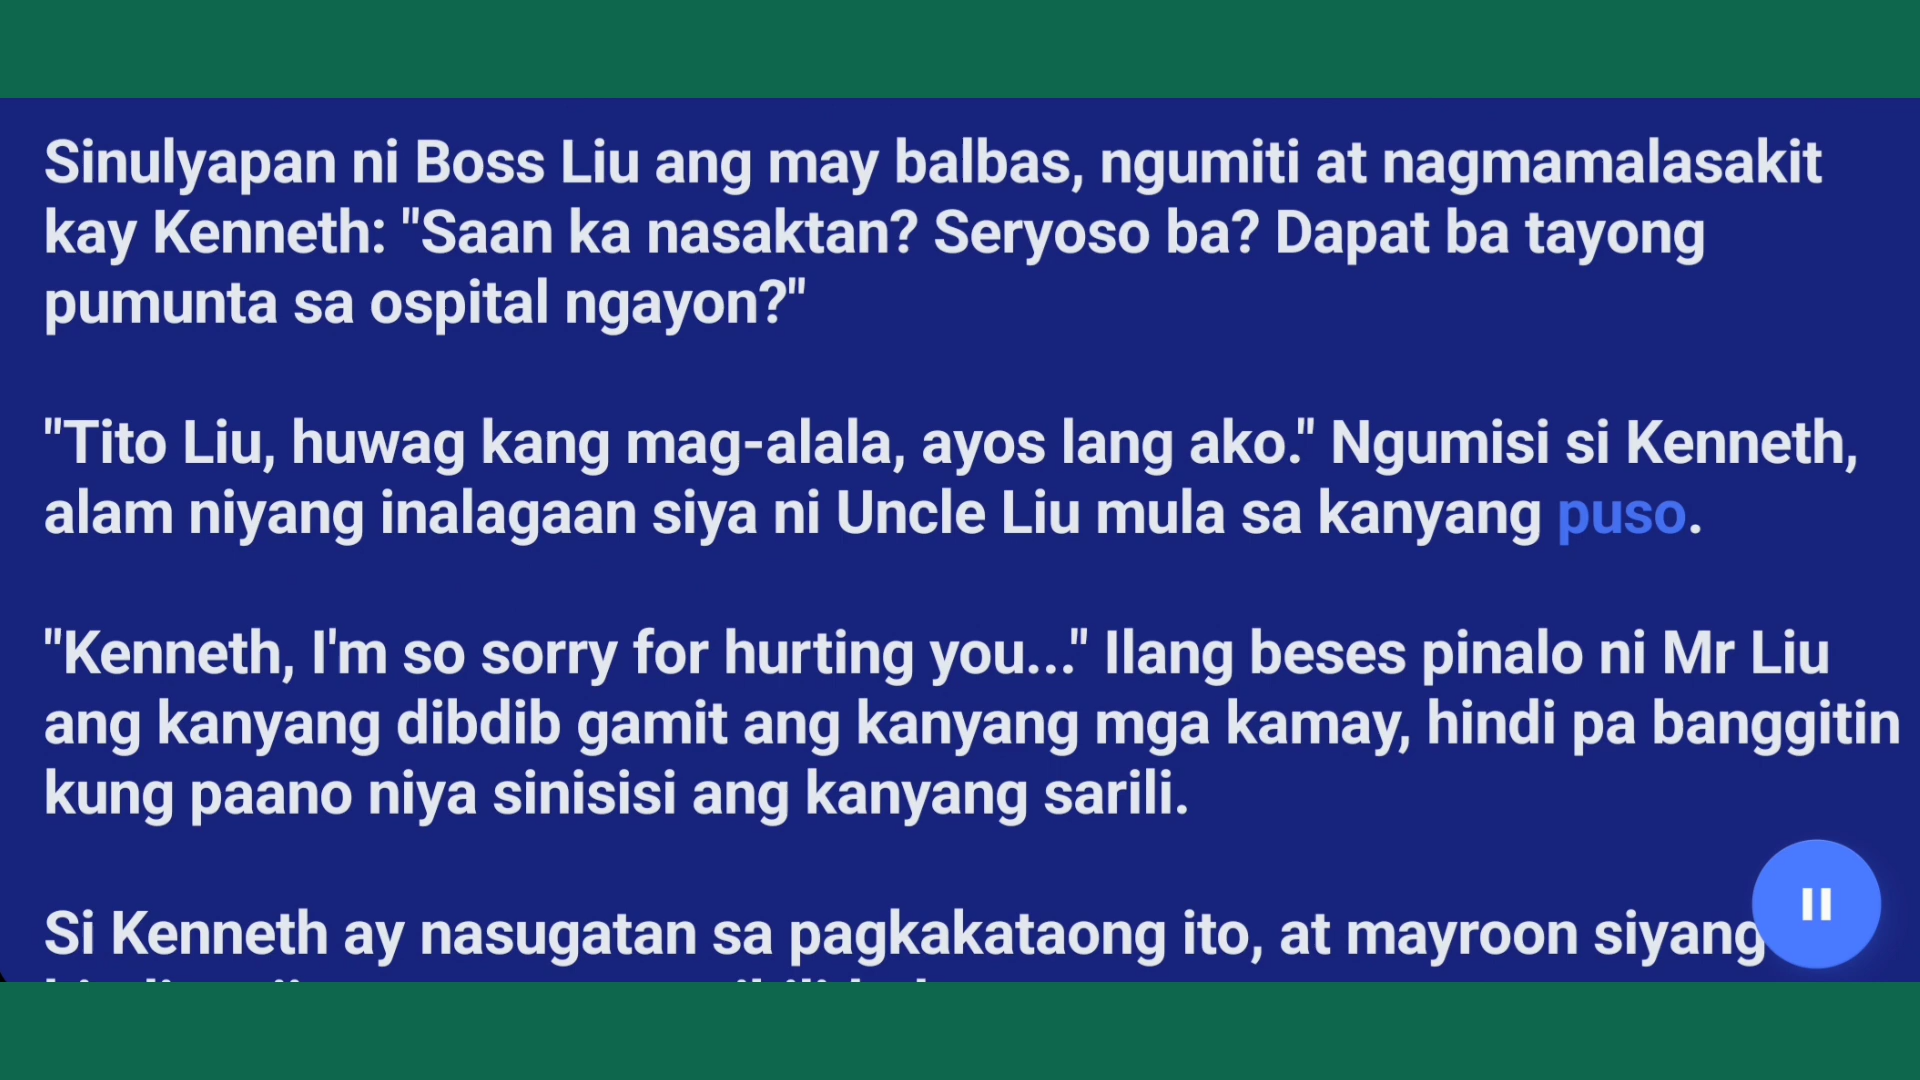 Sinulyapan ni Boss Liu ang may balbas, ngumiti at nagmamalasakit
kay Kenneth: "Saan ka nasaktan? Seryoso ba? Dapat ba tayong
pumunta sa ospital ngayon?"
"Tito Liu, huwag kang mag-alala, ayos lang ako." Ngumisi si Kenneth,
alam niyang inalagaan siya ni Uncle Liu mula sa kanyang puso.
"Kenneth, I'm so sorry for hurting you..." Ilang beses pinalo ni Mr Liu
ang kanyang dibdib gamit ang kanyang mga kamay, hindi pa banggitin
kung paano niya sinisisi ang kanyang sarili.
Si Kenneth ay nasugatan sa pagkakataong ito, at mayroon siyang